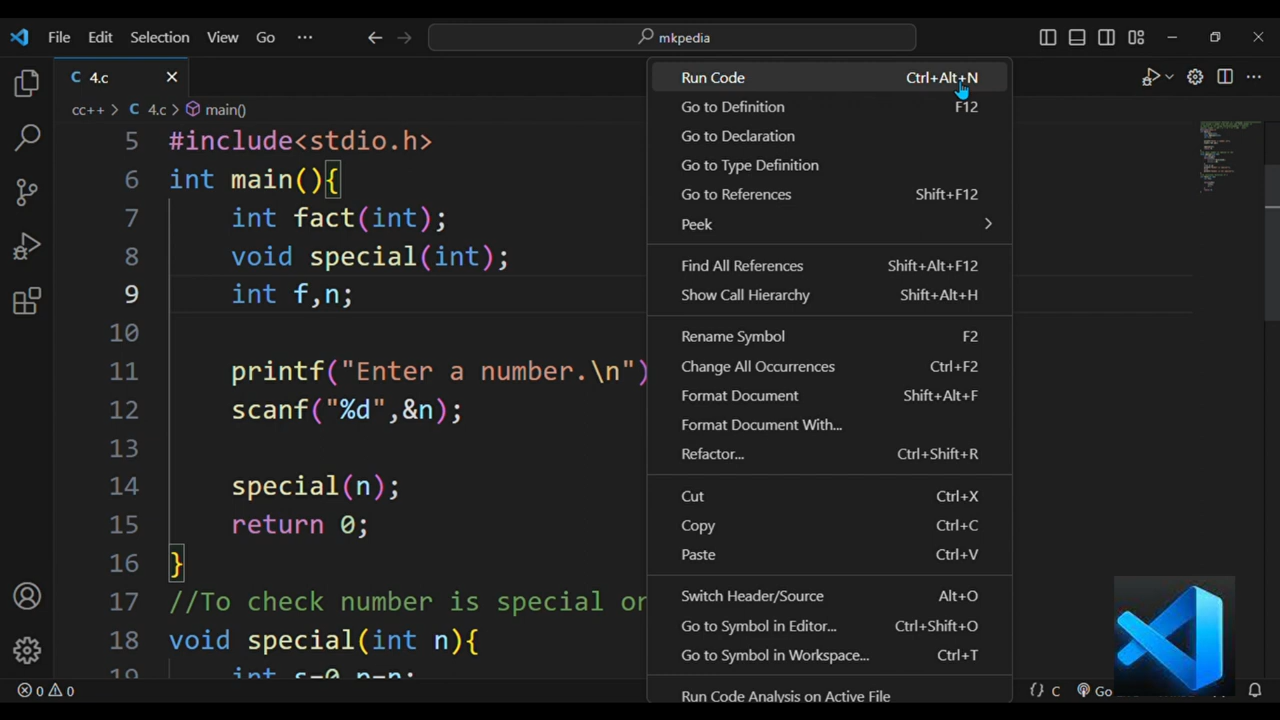 File Edit Selection View Go ··· mkpedia
C 4.c
cc++ > C 4.c > main()
5 #include<stdio.h>
6 int main(){
7 int fact(int);
8 void special(int);
9 int f,n;
10
11 printf("Enter a number.\n")
12 scanf("%d",&n);
13
14 special(n);
15 return 0;
16 }
17 //To check number is special or
18 void special(int n){
Run Code Ctrl+Alt+N
Go to Definition F12
Go to Declaration
Go to Type Definition
Go to References Shift+F12
Peek
Find All References Shift+Alt+F12
Show Call Hierarchy Shift+Alt+H
Rename Symbol F2
Change All Occurrences Ctrl+F2
Format Document Shift+Alt+F
Format Document With...
Refactor... Ctrl+Shift+R
Cut Ctrl+X
Copy Ctrl+C
Paste Ctrl+V
Switch Header/Source Alt+O
Go to Symbol in Editor... Ctrl+Shift+O
Go to Symbol in Workspace... Ctrl+T
Run Code Analysis on Active File
0 0 {} C Go